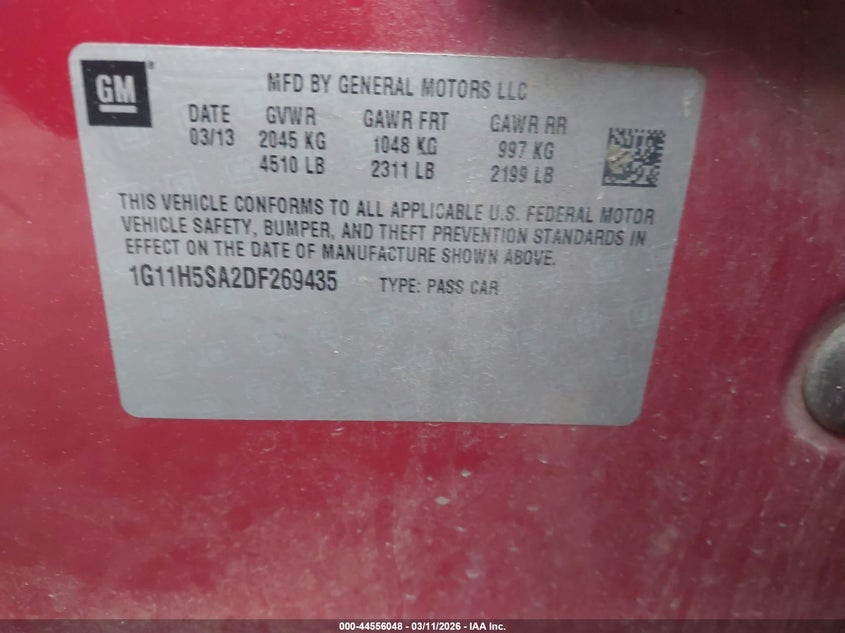 GM
MFD BY GENERAL MOTORS LLC
DATE GVWR GAWR FRT GAWR RR
03/13 2045 KG 1048 KG 997 KG
4510 LB 2311 LB 2199 LB
THIS VEHICLE CONFORMS TO ALL APPLICABLE U.S. FEDERAL MOTOR
VEHICLE SAFETY, BUMPER, AND THEFT PREVENTION STANDARDS IN
EFFECT ON THE DATE OF MANUFACTURE SHOWN ABOVE.
1G11H5SA2DF269435 TYPE: PASS CAR
000-44556048 - 03/11/2026 - IAA Inc.